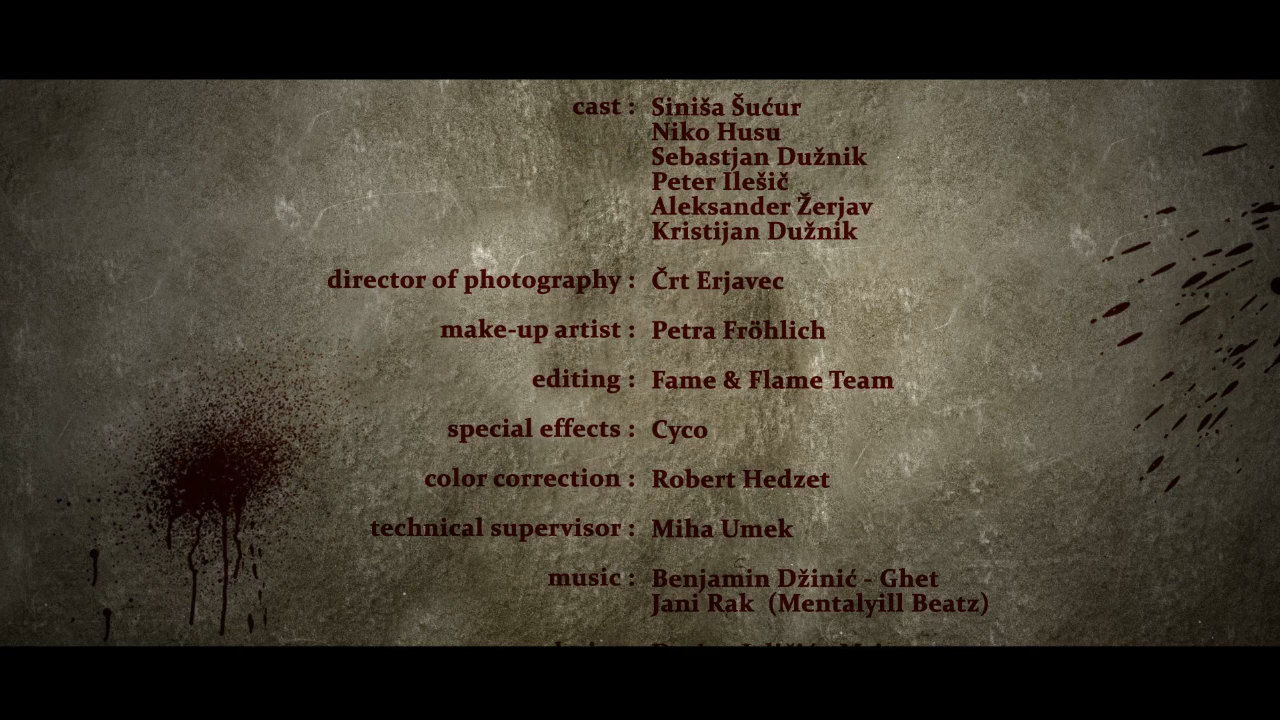 cast : Siniša Šućur
Niko Husu
Sebastjan Dužnik
Peter Ilešič
Aleksander Žerjav
Kristijan Dužnik
director of photography : Črt Erjavec
make-up artist : Petra Fröhlich
editing : Fame & Flame Team
special effects : Cyco
color correction : Robert Hedzet
technical supervisor : Miha Umek
music : Benjamin Džinić - Ghet
Jani Rak (Mentalyill Beatz)